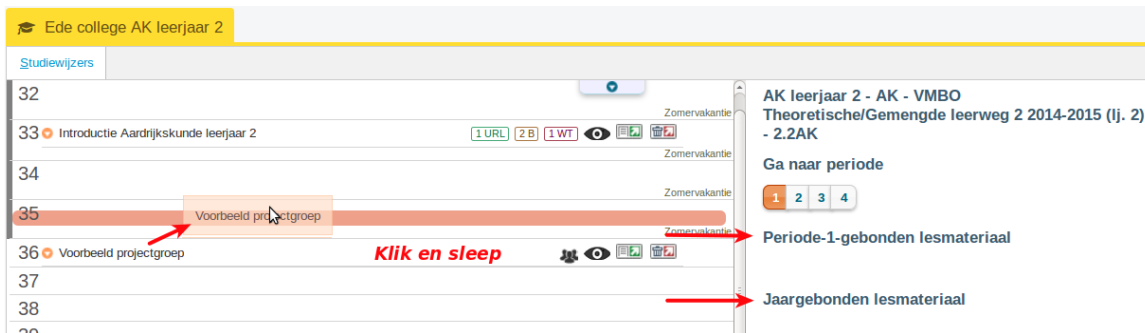 Ede college AK leerjaar 2
Studiewijzers
32
Zomervakantie
33 Introductie Aardrijkskunde leerjaar 2 1 URL 2 B 1 WT
Zomervakantie
34
Zomervakantie
35 Voorbeeld projectgroep
Zomervakantie
36 Voorbeeld projectgroep Klik en sleep
37
38
AK leerjaar 2 - AK - VMBO
Theoretische/Gemengde leerweg 2 2014-2015 (lj. 2)
- 2.2AK
Ga naar periode
1 2 3 4
Periode-1-gebonden lesmateriaal
Jaargebonden lesmateriaal